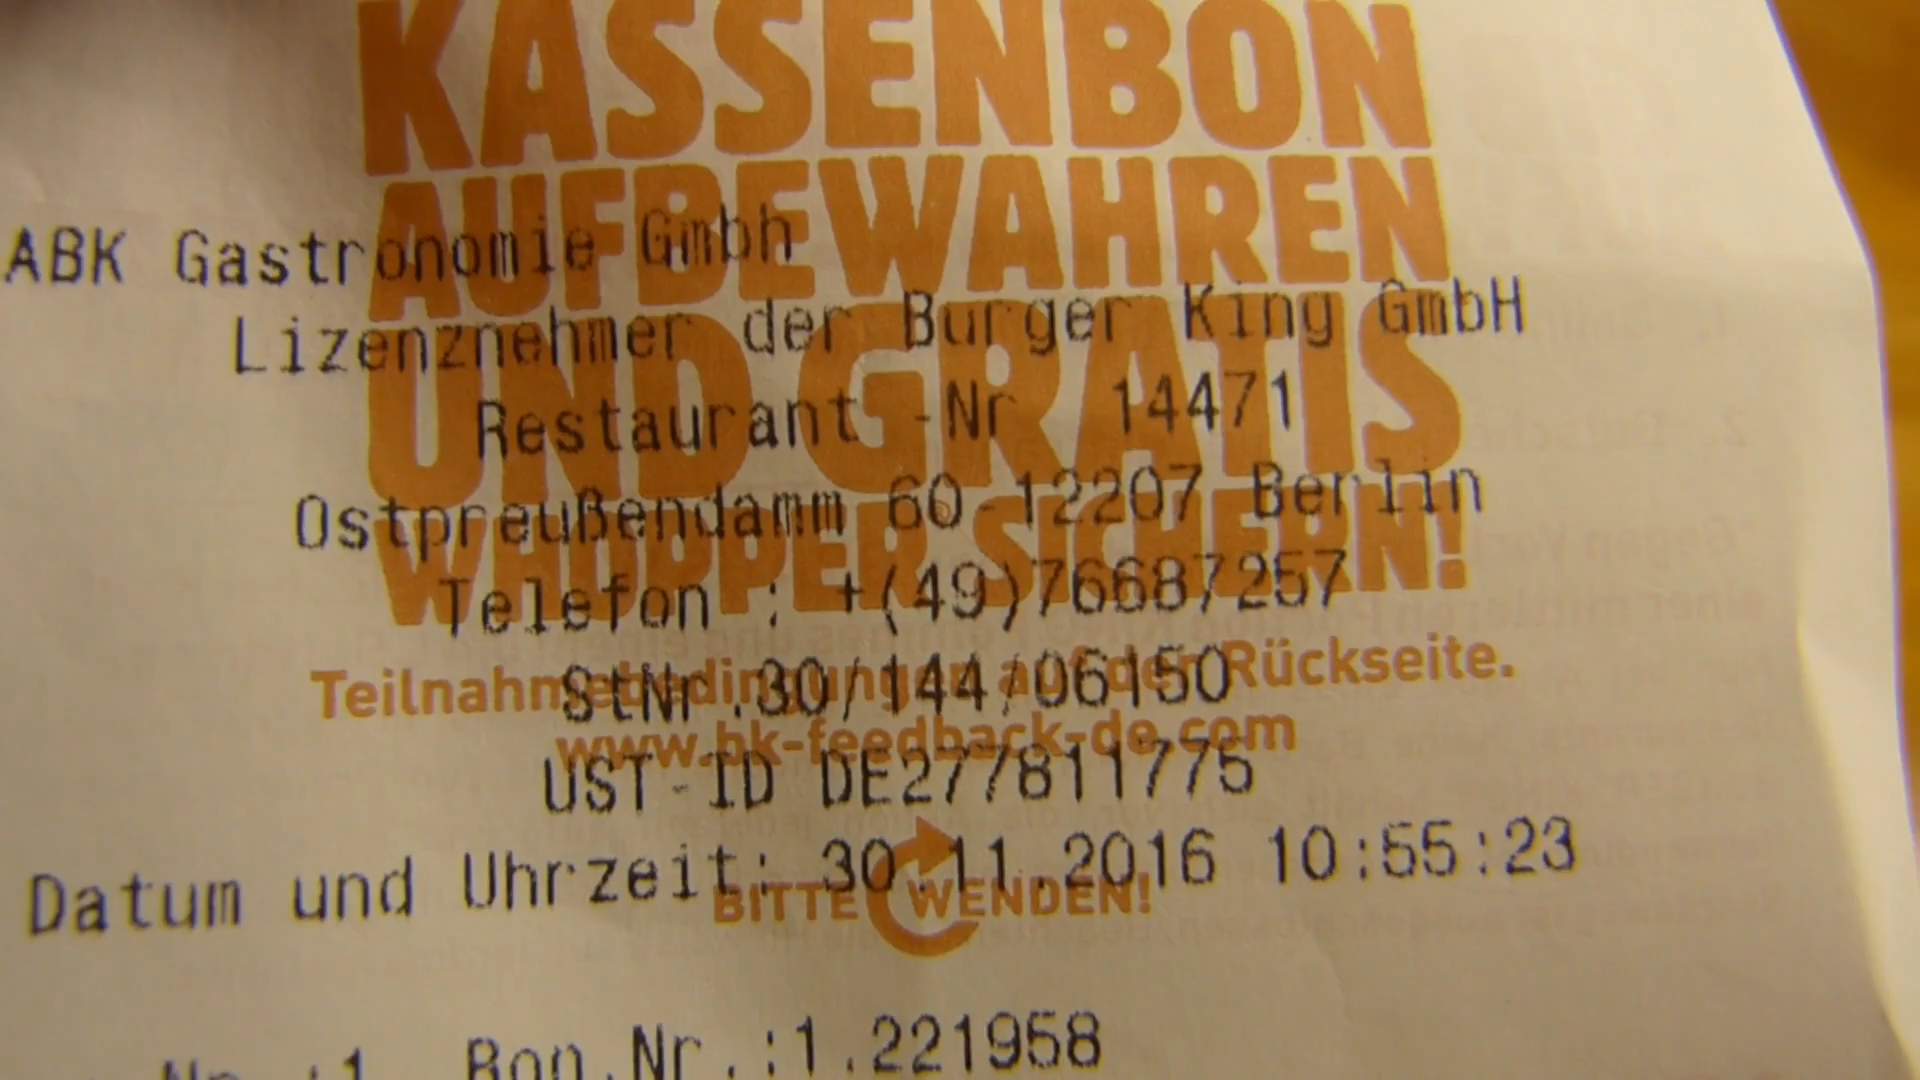 KASSENBON
AUFBEWAHREN
UND GRATIS
WHOPPER SICHERN!
Teilnahmebedingungen auf der Rückseite.
www.bk-feedback-de.com
BITTE WENDEN!
ABK Gastronomie Gmbh
Lizenznehmer der Burger King GmbH
Restaurant -Nr 14471
Ostpreußendamm 60-12207 Berlin
Telefon : +(49)76687257
StNr.30/144/06150
UST-ID DE277811775
Datum und Uhrzeit: 30.11.2016 10:55:23
Nr.:1 Bon.Nr.:1.221958